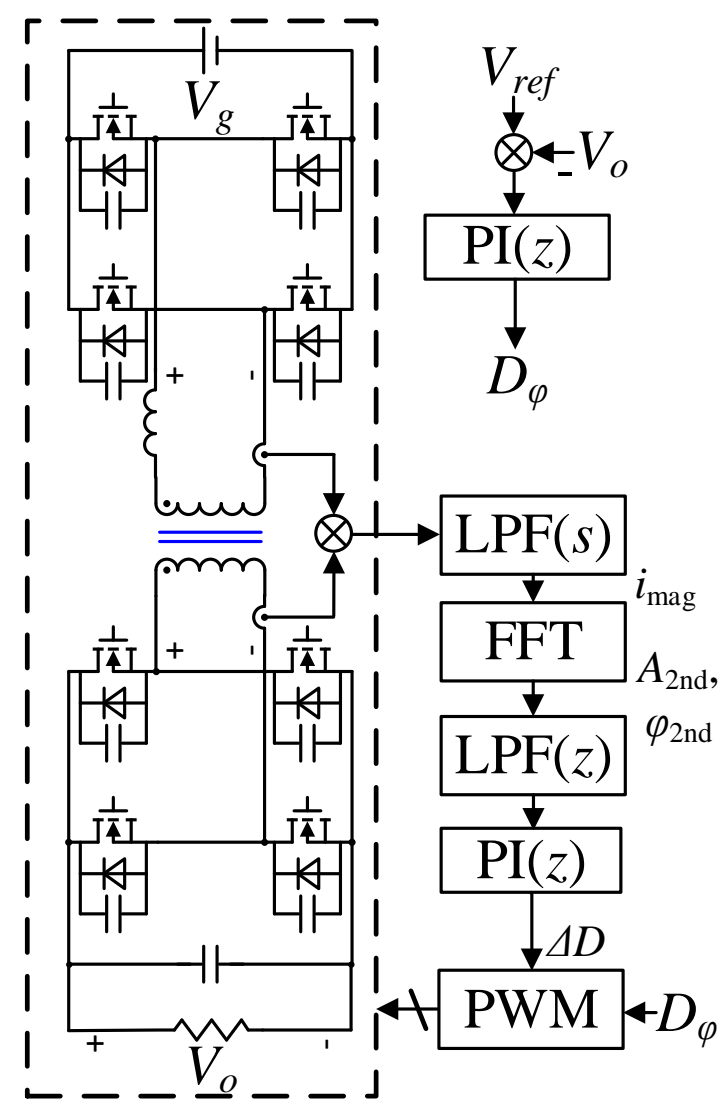 V_g
V_ref
- V_o
PI(z)
D_φ
+ -
LPF(s)
i_mag
FFT
A_2nd,
φ_2nd
LPF(z)
+ -
PI(z)
ΔD
PWM
D_φ
+ -
V_o